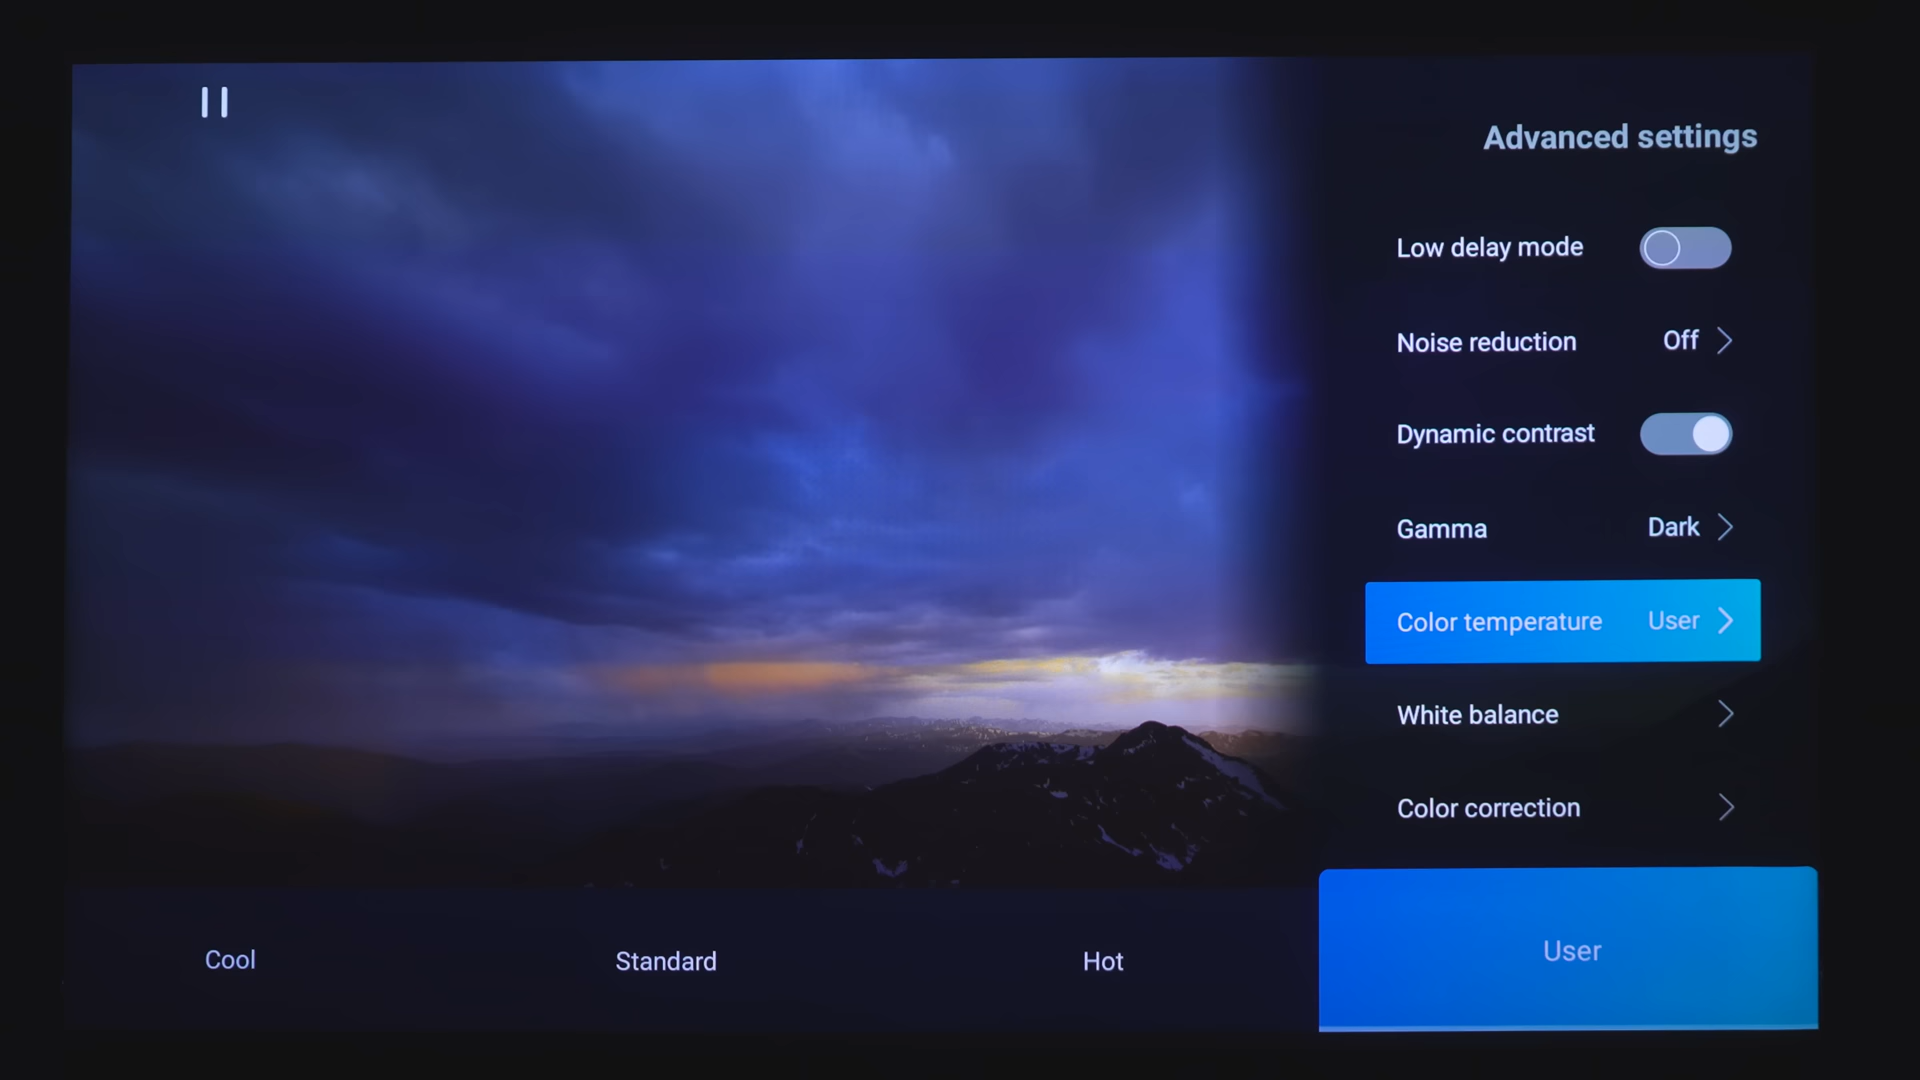 Advanced settings
Low delay mode
Noise reduction Off
Dynamic contrast
Gamma Dark
Color temperature User
White balance
Color correction
Cool Standard Hot User